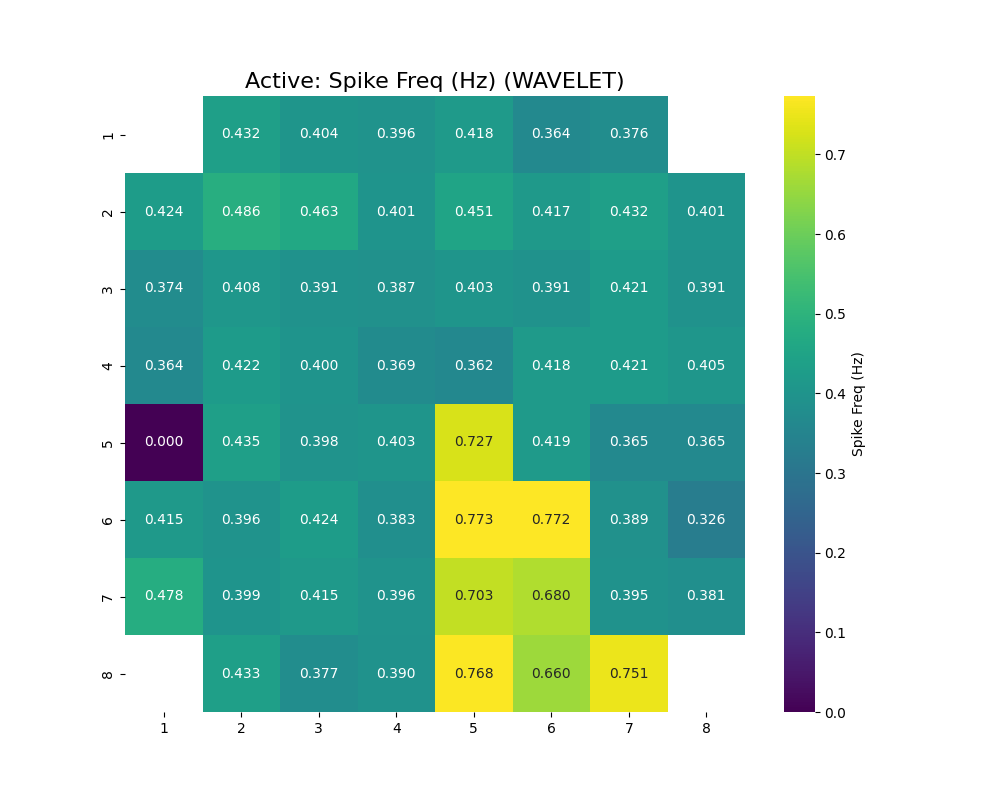 Active: Spike Freq (Hz) (WAVELET)
1 0.432 0.404 0.396 0.418 0.364 0.376
2 0.424 0.486 0.463 0.401 0.451 0.417 0.432 0.401
3 0.374 0.408 0.391 0.387 0.403 0.391 0.421 0.391
4 0.364 0.422 0.400 0.369 0.362 0.418 0.421 0.405
5 0.000 0.435 0.398 0.403 0.727 0.419 0.365 0.365
6 0.415 0.396 0.424 0.383 0.773 0.772 0.389 0.326
7 0.478 0.399 0.415 0.396 0.703 0.680 0.395 0.381
8 0.433 0.377 0.390 0.768 0.660 0.751
1 2 3 4 5 6 7 8
0.7
0.6
0.5
0.4
0.3
0.2
0.1
0.0
Spike Freq (Hz)